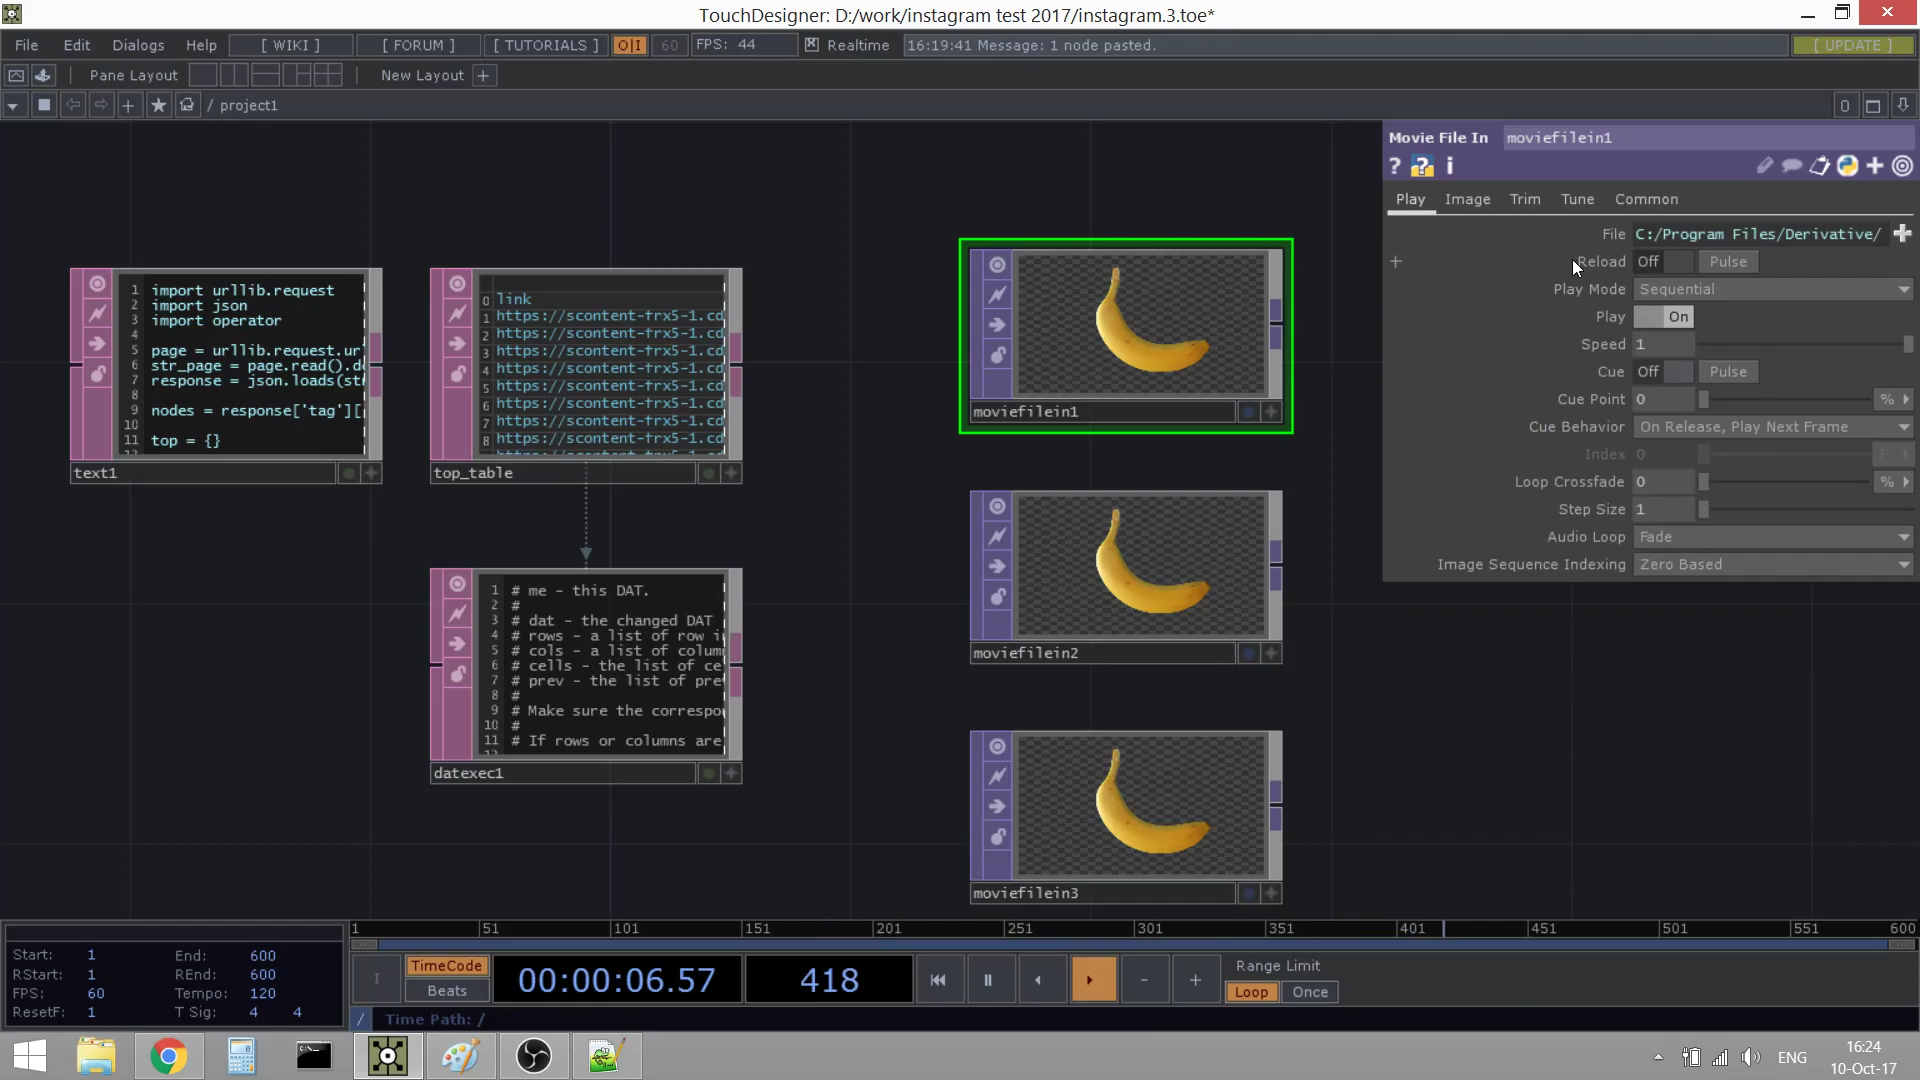 TouchDesigner: D:/work/instagram test 2017/instagram.3.toe*
File Edit Dialogs Help [ WIKI ] [ FORUM ] [ TUTORIALS ] O|I 60 FPS: 44 Realtime 16:19:41 Message: 1 node pasted. [ UPDATE ]
Pane Layout New Layout +
/ project1 0
Movie File In moviefilein1
Play Image Trim Tune Common
File C:/Program Files/Derivative/
Reload Off Pulse
Play Mode Sequential
Play On
Speed 1
Cue Off Pulse
Cue Point 0 %
Cue Behavior On Release, Play Next Frame
Index 0 F
Loop Crossfade 0 %
Step Size 1
Audio Loop Fade
Image Sequence Indexing Zero Based
1 import urllib.request
2 import json
3 import operator
4
5 page = urllib.request.ur
6 str_page = page.read().de
7 response = json.loads(str
8
9 nodes = response['tag'][
10
11 top = {}
text1
0 link
1 https://scontent-frx5-1.cd
2 https://scontent-frx5-1.cd
3 https://scontent-frx5-1.cd
4 https://scontent-frx5-1.cd
5 https://scontent-frx5-1.cd
6 https://scontent-frx5-1.cd
7 https://scontent-frx5-1.cd
8 https://scontent-frx5-1.cd
top_table
1 # me - this DAT.
2 #
3 # dat - the changed DAT
4 # rows - a list of row i
5 # cols - a list of colum
6 # cells - the list of ce
7 # prev - the list of pre
8 #
9 # Make sure the correspo
10 #
11 # If rows or columns are
datexec1
moviefilein1
moviefilein2
moviefilein3
1 51 101 151 201 251 301 351 401 451 501 551 600
Start: 1 End: 600
RStart: 1 REnd: 600
FPS: 60 Tempo: 120
ResetF: 1 T Sig: 4 4
TimeCode
Beats
00:00:06.57 418
Range Limit
Loop Once
/ Time Path: /
ENG
16:24
10-Oct-17